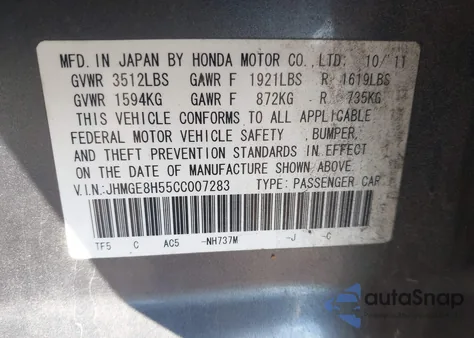 MFD. IN JAPAN BY HONDA MOTOR CO., LTD. 10/11
GVWR 3512LBS GAWR F 1921LBS R 1619LBS
GVWR 1594KG GAWR F 872KG R 735KG
THIS VEHICLE CONFORMS TO ALL APPLICABLE
FEDERAL MOTOR VEHICLE SAFETY , BUMPER,
AND THEFT PREVENTION STANDARDS IN EFFECT
ON THE DATE OF MANUFACTURE SHOWN ABOVE.
V.I.N: JHMGE8H55CC007283 TYPE: PASSENGER CAR
TF5 C AC5 -NH737M -J -C
autoSnap